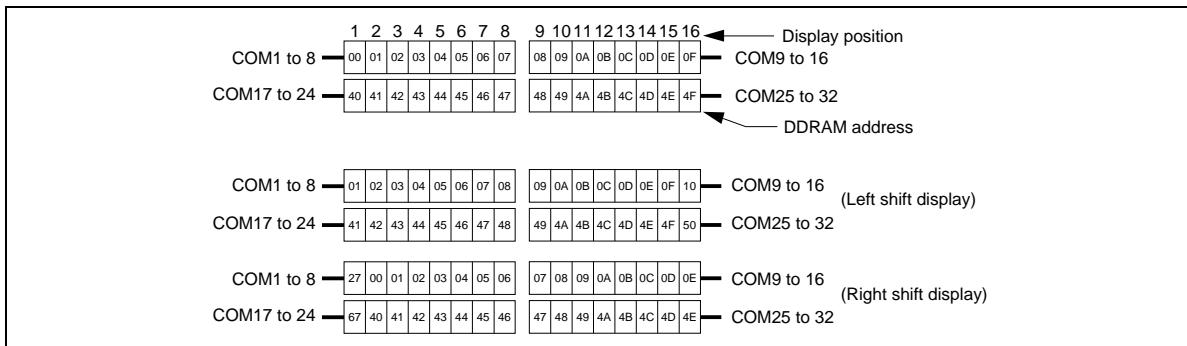 1 2 3 4 5 6 7 8 9 10 11 12 13 14 15 16 Display position
COM1 to 8 00 01 02 03 04 05 06 07 08 09 0A 0B 0C 0D 0E 0F COM9 to 16
COM17 to 24 40 41 42 43 44 45 46 47 48 49 4A 4B 4C 4D 4E 4F COM25 to 32
DDRAM address
COM1 to 8 01 02 03 04 05 06 07 08 09 0A 0B 0C 0D 0E 0F 10 COM9 to 16
(Left shift display)
COM17 to 24 41 42 43 44 45 46 47 48 49 4A 4B 4C 4D 4E 4F 50 COM25 to 32
COM1 to 8 27 00 01 02 03 04 05 06 07 08 09 0A 0B 0C 0D 0E COM9 to 16
(Right shift display)
COM17 to 24 67 40 41 42 43 44 45 46 47 48 49 4A 4B 4C 4D 4E COM25 to 32